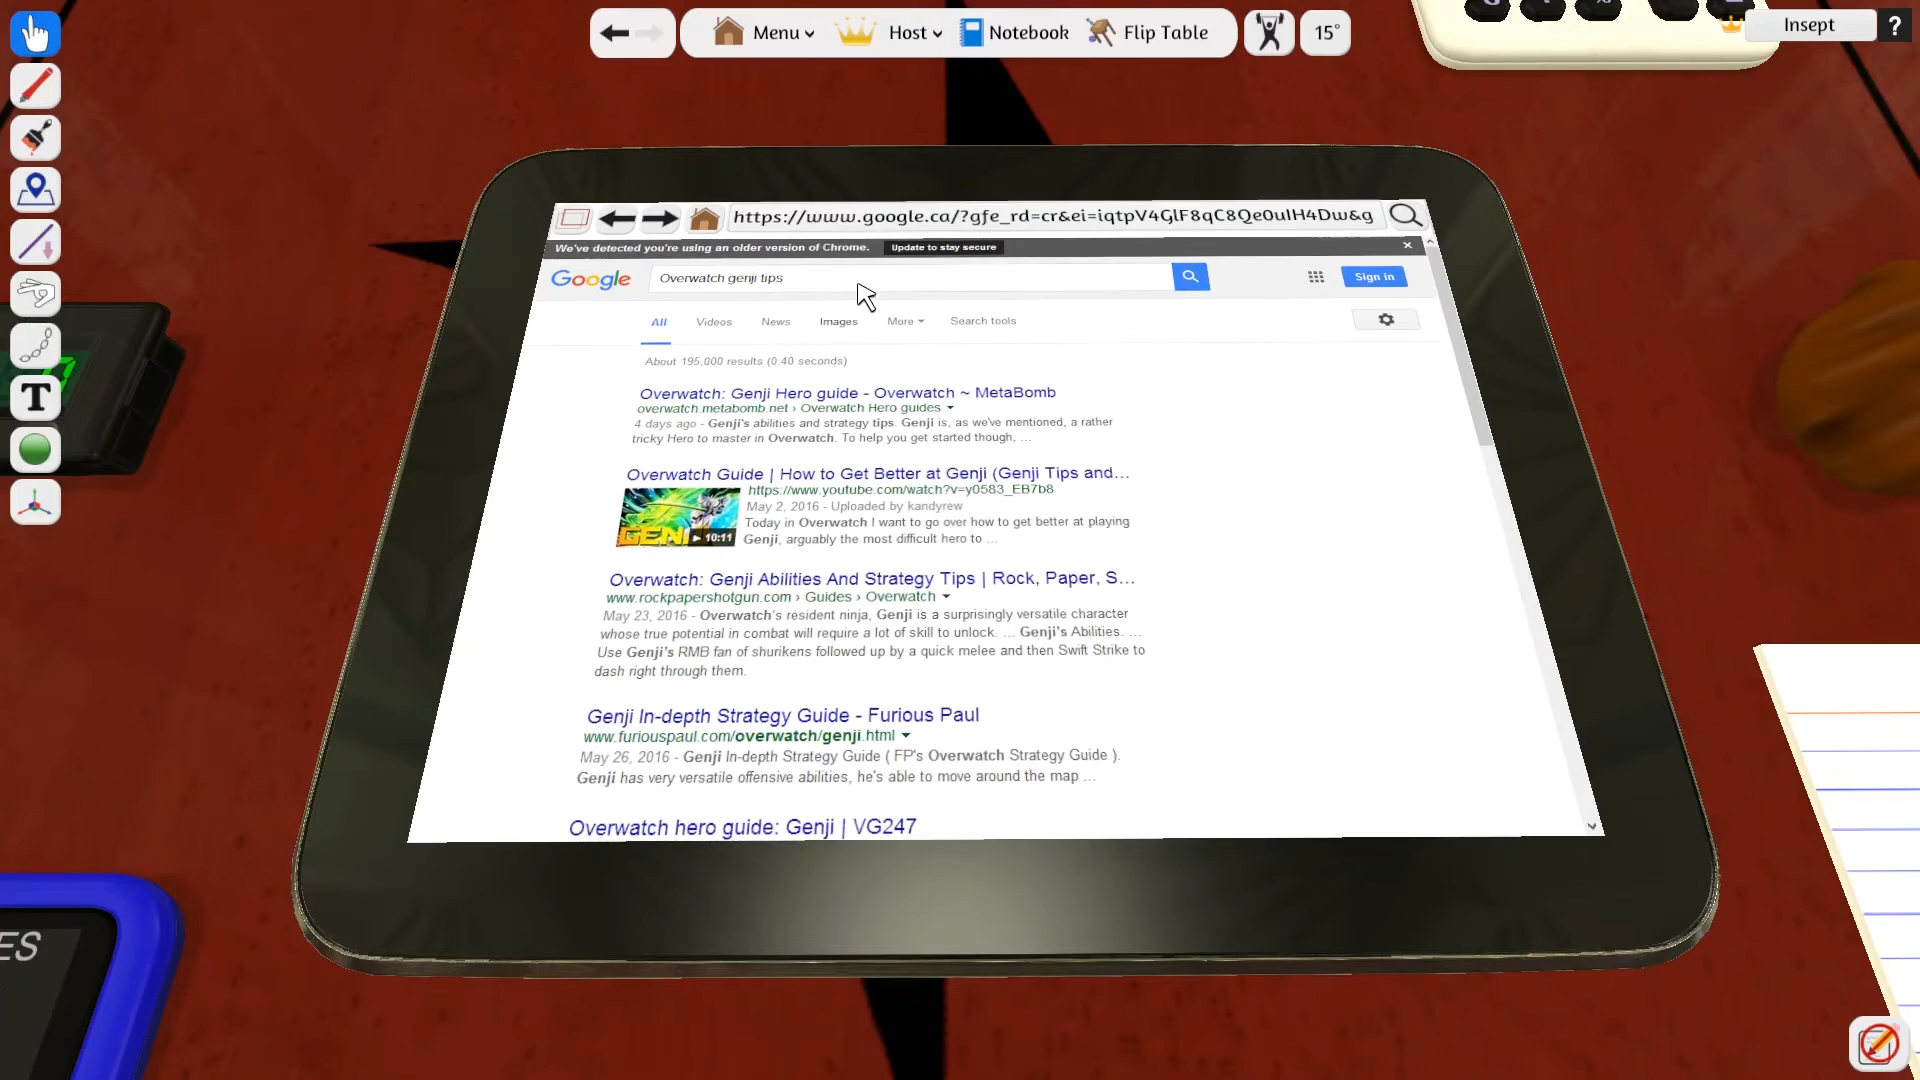 Menu
Host
Notebook
Flip Table
15°
Insept
?
T
https://www.google.ca/?gfe_rd=cr&ei=iqtpV4GlF8qC8Qe0uIH4Dw&g
We've detected you're using an older version of Chrome.
Update to stay secure
×
Google
Overwatch genji tips
Sign in
All
Videos
News
Images
More
Search tools
About 195,000 results (0.40 seconds)
Overwatch: Genji Hero guide - Overwatch ~ MetaBomb
overwatch.metabomb.net › Overwatch Hero guides
4 days ago - Genji's abilities and strategy tips. Genji is, as we've mentioned, a rather
tricky Hero to master in Overwatch. To help you get started though, ...
Overwatch Guide | How to Get Better at Genji (Genji Tips and...
https://www.youtube.com/watch?v=y0583_EB7b8
May 2, 2016 - Uploaded by kandyrew
Today in Overwatch I want to go over how to get better at playing
Genji, arguably the most difficult hero to ...
GENJ
10:11
Overwatch: Genji Abilities And Strategy Tips | Rock, Paper, S...
www.rockpapershotgun.com › Guides › Overwatch
May 23, 2016 - Overwatch's resident ninja, Genji is a surprisingly versatile character
whose true potential in combat will require a lot of skill to unlock. ... Genji's Abilities. ...
Use Genji's RMB fan of shurikens followed up by a quick melee and then Swift Strike to
dash right through them.
Genji In-depth Strategy Guide - Furious Paul
www.furiouspaul.com/overwatch/genji.html
May 26, 2016 - Genji In-depth Strategy Guide ( FP's Overwatch Strategy Guide ).
Genji has very versatile offensive abilities, he's able to move around the map ...
Overwatch hero guide: Genji | VG247
ES